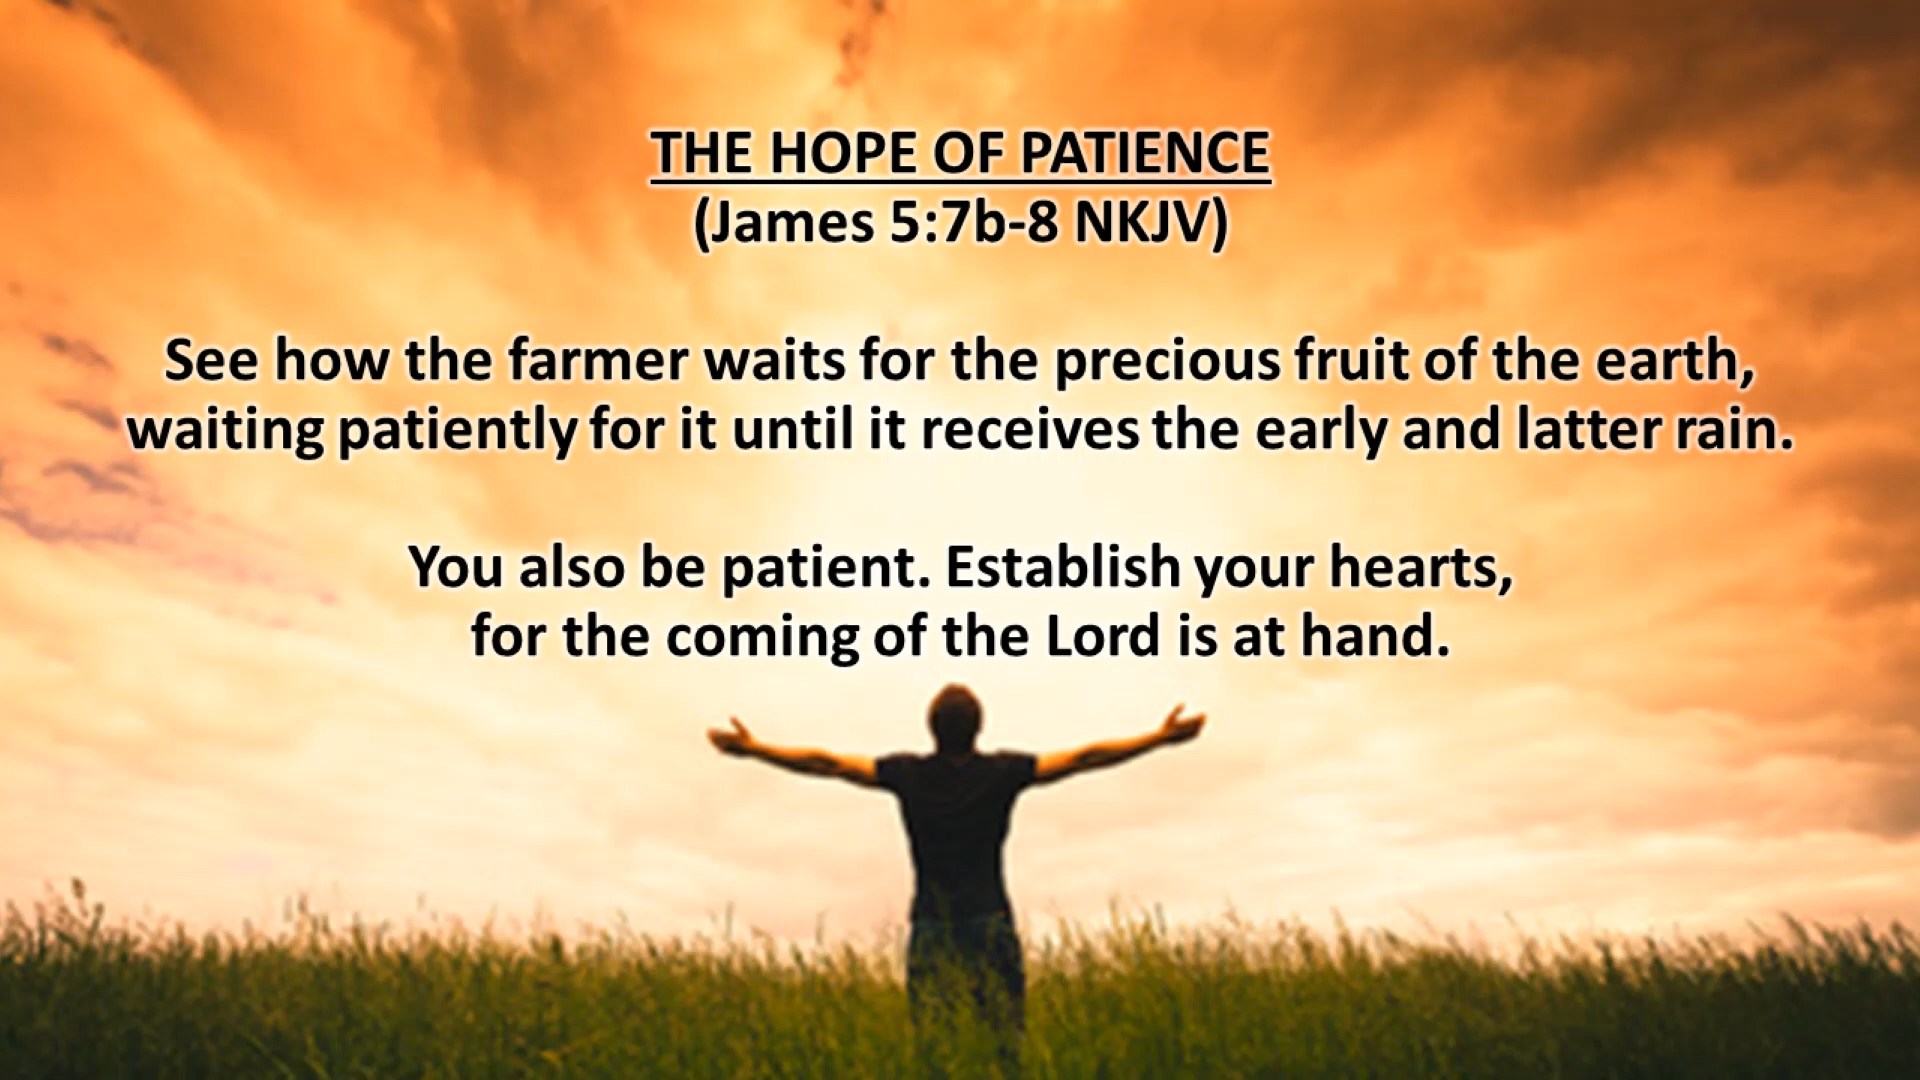 THE HOPE OF PATIENCE
(James 5:7b-8 NKJV)
See how the farmer waits for the precious fruit of the earth,
waiting patiently for it until it receives the early and latter rain.
You also be patient. Establish your hearts,
for the coming of the Lord is at hand.